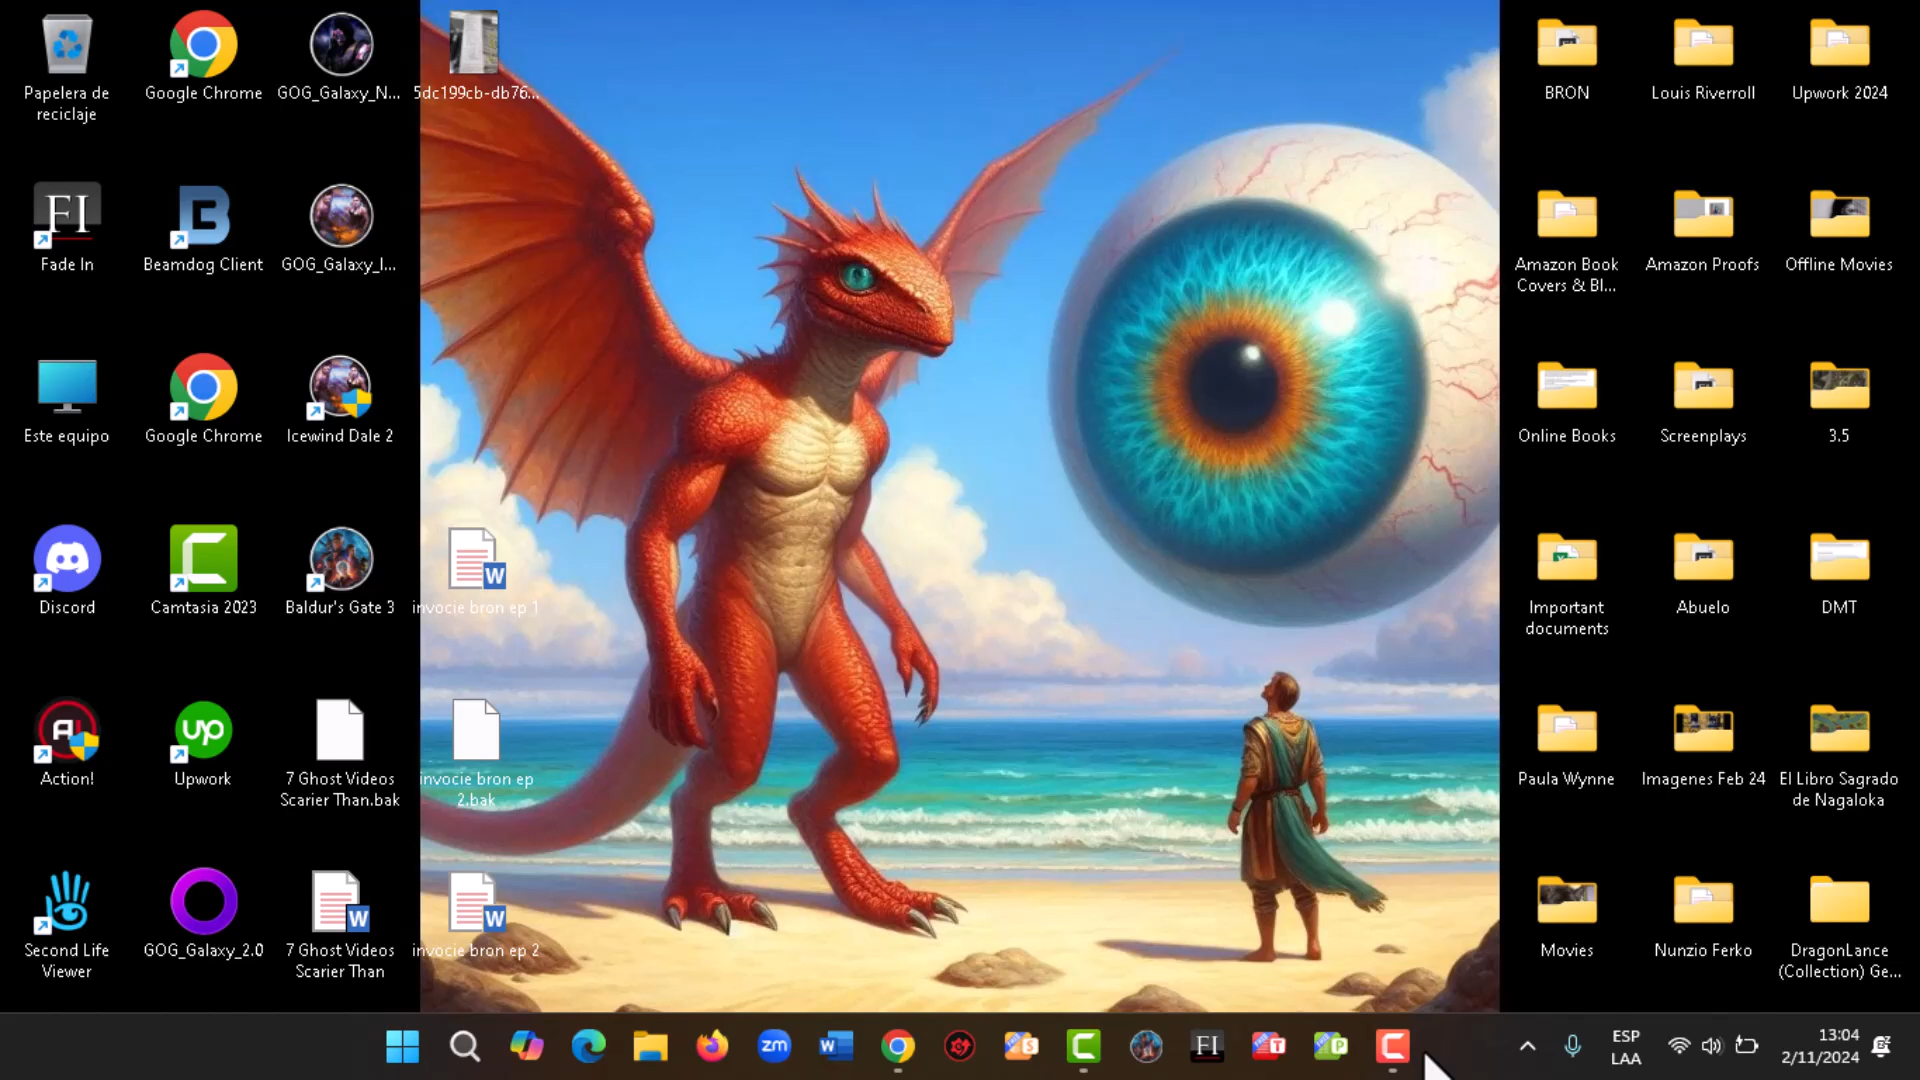 Papelera de
reciclaje
Google Chrome
GOG_Galaxy_N...
5dc199cb-db76...
BRON
Louis Riverroll
Upwork 2024
FI
Fade In
Beamdog Client
GOG_Galaxy_I...
Amazon Book
Covers & Bl...
Amazon Proofs
Offline Movies
Este equipo
Google Chrome
Icewind Dale 2
Online Books
Screenplays
3.5
Discord
Camtasia 2023
Baldur's Gate 3
W
invocie bron ep 1
Important
documents
Abuelo
DMT
Action!
up
Upwork
7 Ghost Videos
Scarier Than.bak
invocie bron ep
2.bak
Paula Wynne
Imagenes Feb 24
El Libro Sagrado
de Nagaloka
Second Life
Viewer
GOG_Galaxy_2.0
W
7 Ghost Videos
Scarier Than
W
invocie bron ep 2
Movies
Nunzio Ferko
DragonLance
(Collection) Ge...
zm
W
FI
ESP
LAA
13:04
2/11/2024